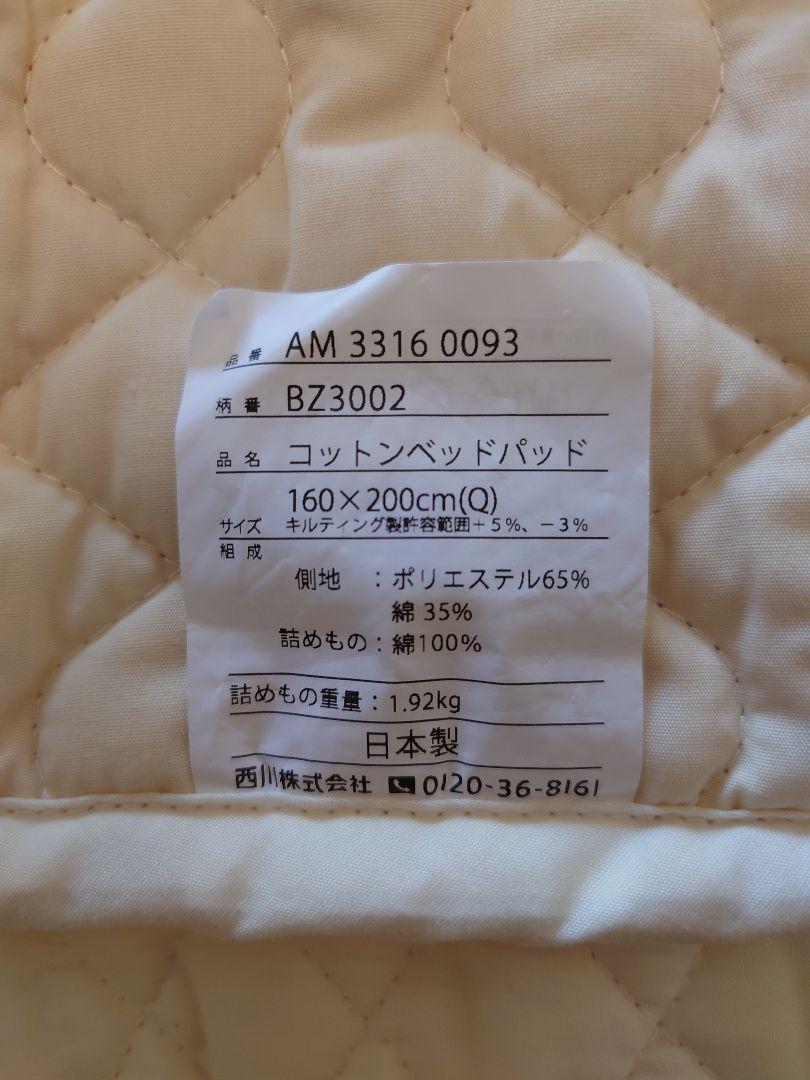 品番 AM 3316 0093
柄番 BZ3002
品名 コットンベッドパッド
160×200cm(Q)
サイズ キルティング製許容範囲＋5%、－3%
組成
側地 : ポリエステル65%
綿 35%
詰めもの : 綿100%
詰めもの重量 : 1.92kg
日本製
西川株式会社 0120-36-8161